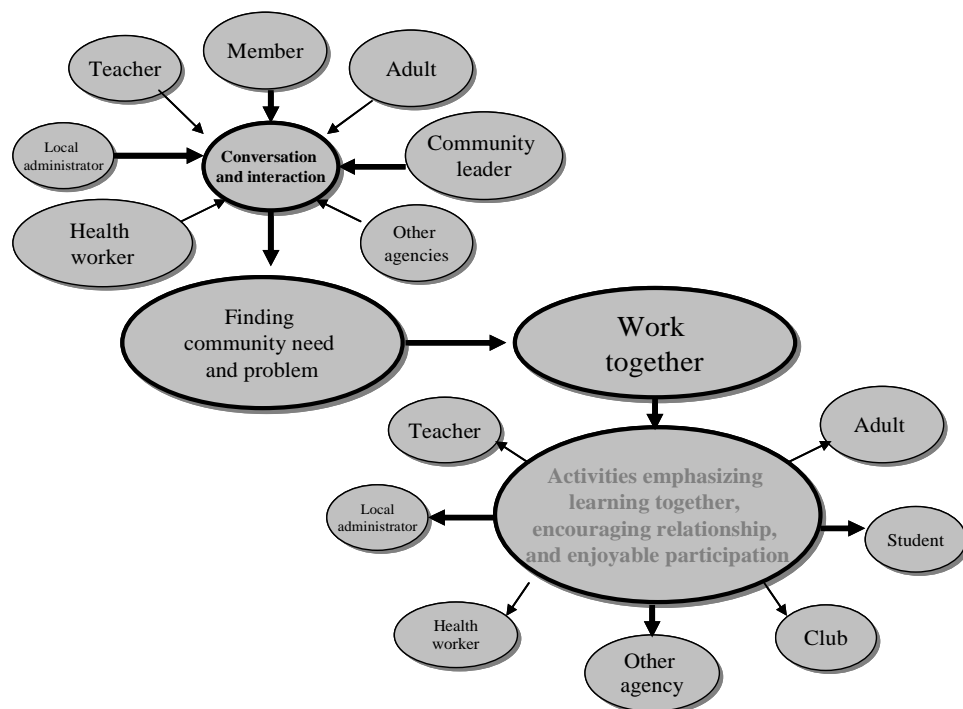 Member
Teacher
Adult
Local
administrator
Conversation
and interaction
Community
leader
Health
worker
Other
agencies
Finding
community need
and problem
Work
together
Teacher
Adult
Activities emphasizing
learning together,
encouraging relationship,
and enjoyable participation
Local
administrator
Student
Health
worker
Club
Other
agency